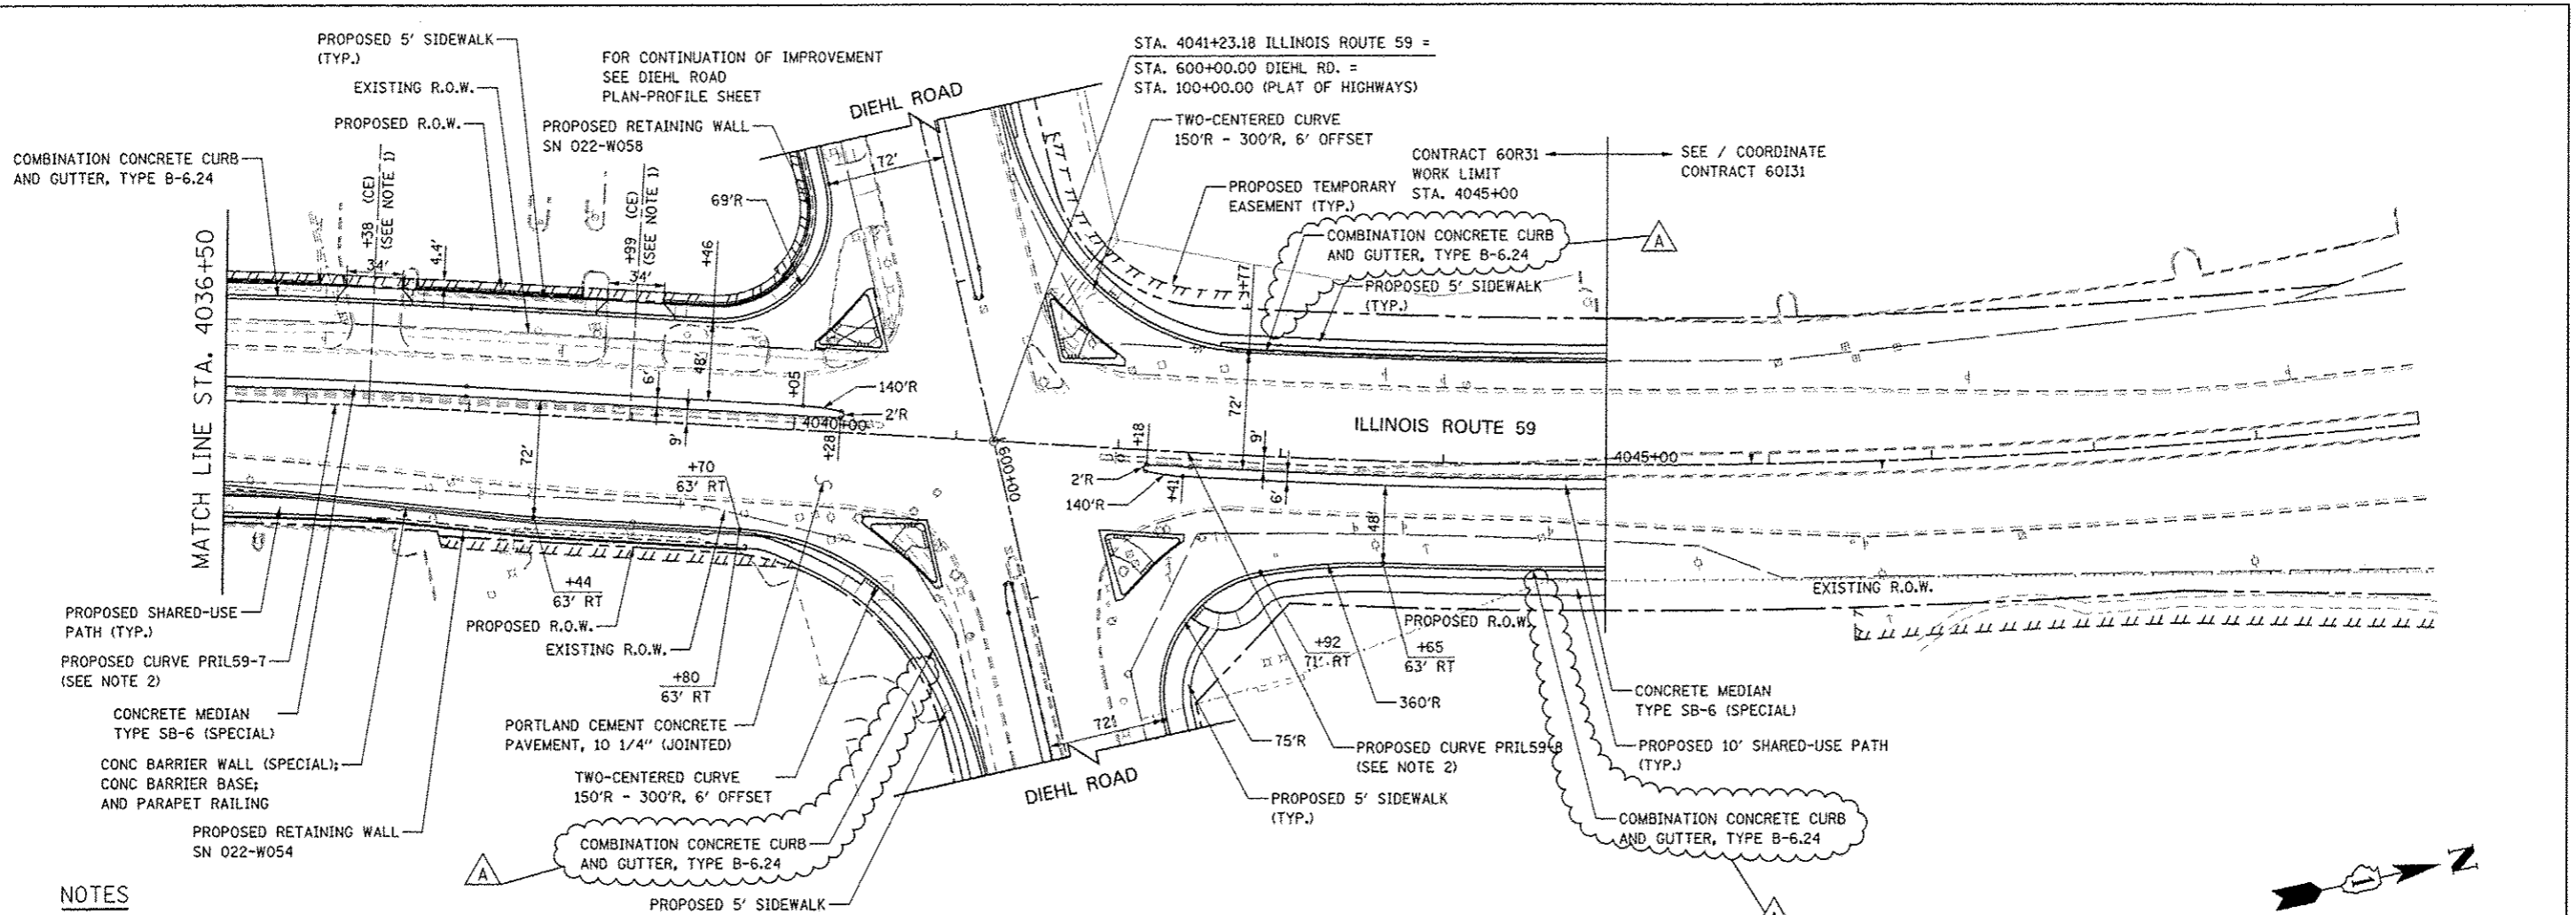 PROPOSED 5' SIDEWALK
(TYP.)
EXISTING R.O.W.
PROPOSED R.O.W.
COMBINATION CONCRETE CURB
AND GUTTER, TYPE B-6.24
FOR CONTINUATION OF IMPROVEMENT
SEE DIEHL ROAD
PLAN-PROFILE SHEET
PROPOSED RETAINING WALL
SN 022-W058
DIEHL ROAD
72'
69'R
STA. 4041+23.18 ILLINOIS ROUTE 59 =
STA. 600+00.00 DIEHL RD. =
STA. 100+00.00 (PLAT OF HIGHWAYS)
TWO-CENTERED CURVE
150'R - 300'R, 6' OFFSET
CONTRACT 60R31
WORK LIMIT
STA. 4045+00
SEE / COORDINATE
CONTRACT 60I31
PROPOSED TEMPORARY
EASEMENT (TYP.)
COMBINATION CONCRETE CURB
AND GUTTER, TYPE B-6.24
A
PROPOSED 5' SIDEWALK
(TYP.)
MATCH LINE STA. 4036+50
+38 (CE)
(SEE NOTE 1)
34'
4.4'
+99 (CE)
(SEE NOTE 1)
34'
+46
48'
6'
9'
+05
140'R
2'R
4040+00
+28
72'
+77
72'
ILLINOIS ROUTE 59
600+00
+18
9'
2'R
140'R
+41
6'
48'
4045+00
+70
63' RT
+44
63' RT
PROPOSED R.O.W.
EXISTING R.O.W.
+80
63' RT
PROPOSED SHARED-USE
PATH (TYP.)
PROPOSED CURVE PRIL59-7
(SEE NOTE 2)
CONCRETE MEDIAN
TYPE SB-6 (SPECIAL)
CONC BARRIER WALL (SPECIAL);
CONC BARRIER BASE;
AND PARAPET RAILING
PROPOSED RETAINING WALL
SN 022-W054
PORTLAND CEMENT CONCRETE
PAVEMENT, 10 1/4" (JOINTED)
TWO-CENTERED CURVE
150'R - 300'R, 6' OFFSET
COMBINATION CONCRETE CURB
AND GUTTER, TYPE B-6.24
A
PROPOSED 5' SIDEWALK
DIEHL ROAD
72'
75'R
PROPOSED R.O.W.
+92
71' RT
+65
63' RT
360'R
PROPOSED CURVE PRIL59-8
(SEE NOTE 2)
PROPOSED 5' SIDEWALK
(TYP.)
EXISTING R.O.W.
CONCRETE MEDIAN
TYPE SB-6 (SPECIAL)
PROPOSED 10' SHARED-USE PATH
(TYP.)
COMBINATION CONCRETE CURB
AND GUTTER, TYPE B-6.24
A
N
NOTES